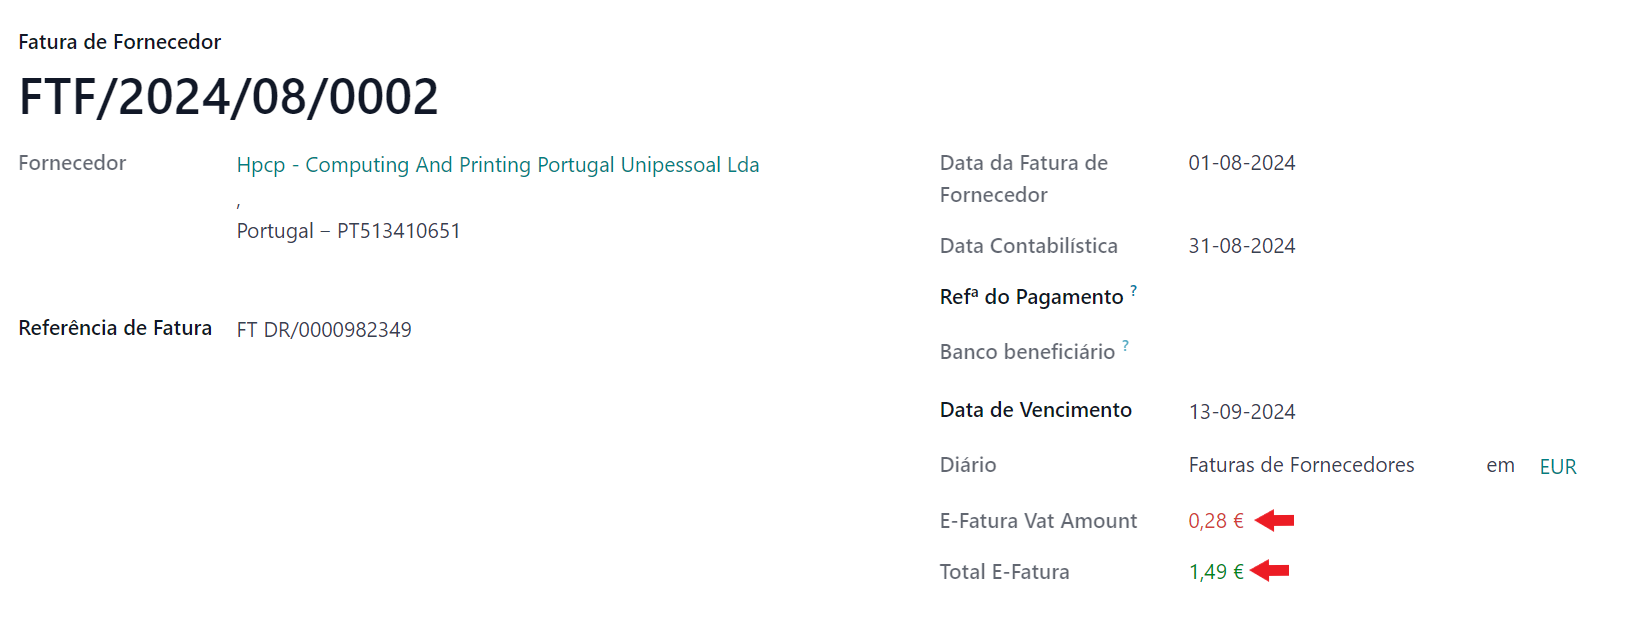 Fatura de Fornecedor
FTF/2024/08/0002
Fornecedor
Hpcp - Computing And Printing Portugal Unipessoal Lda
,
Portugal – PT513410651
Referência de Fatura FT DR/0000982349
Data da Fatura de Fornecedor 01-08-2024
Data Contabilística 31-08-2024
Refª do Pagamento ?
Banco beneficiário ?
Data de Vencimento 13-09-2024
Diário Faturas de Fornecedores em EUR
E-Fatura Vat Amount 0,28 €
Total E-Fatura 1,49 €